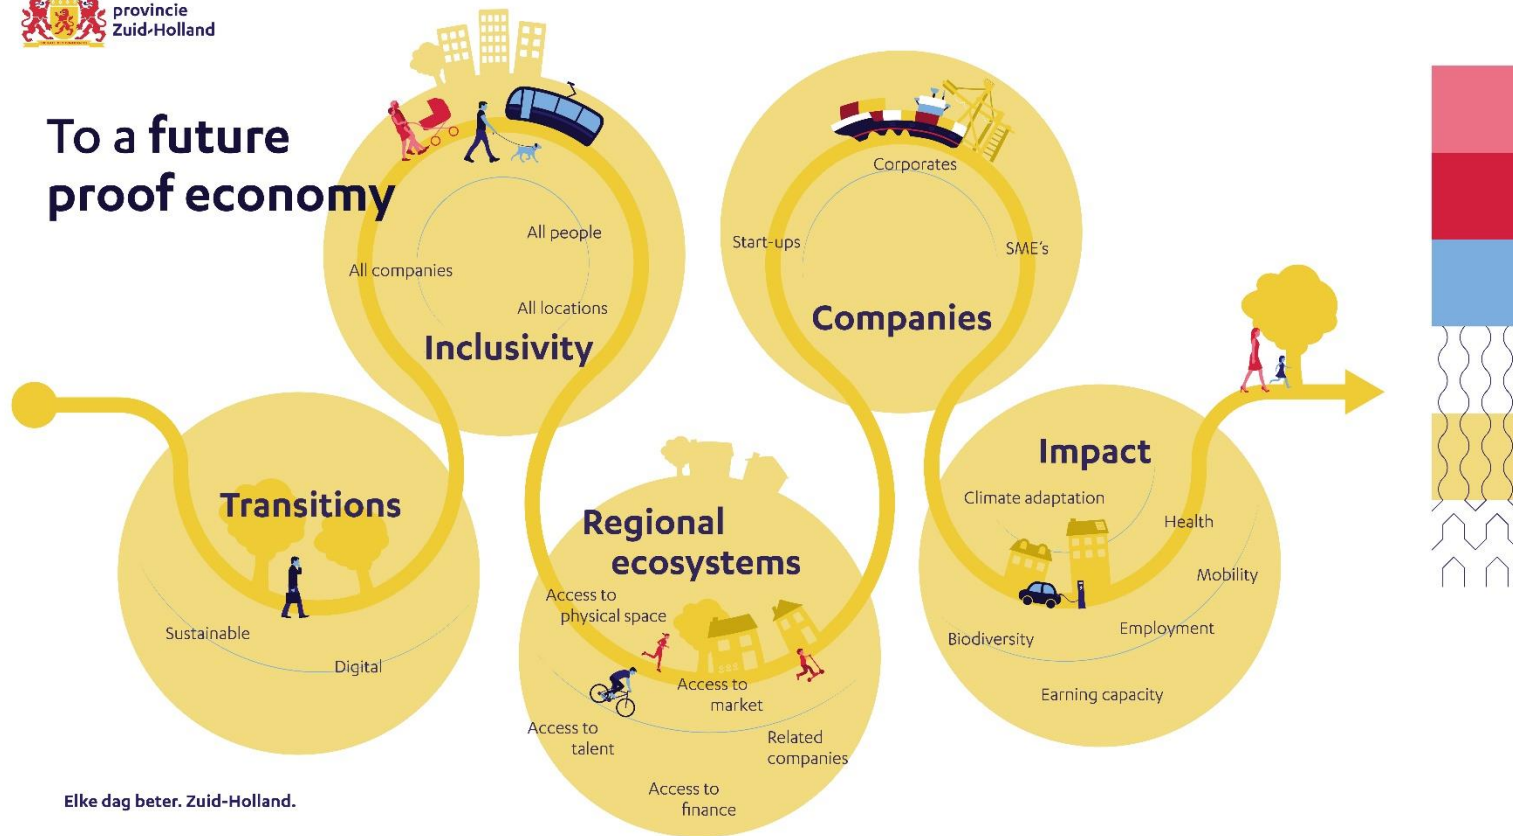 provincie
Zuid-Holland
To a future
proof economy
All people
All companies
All locations
Inclusivity
Corporates
Start-ups
SME's
Companies
Transitions
Sustainable
Digital
Regional
ecosystems
Access to
physical space
Access to
market
Access to
talent
Related
companies
Access to
finance
Impact
Climate adaptation
Health
Mobility
Employment
Biodiversity
Earning capacity
Elke dag beter. Zuid-Holland.